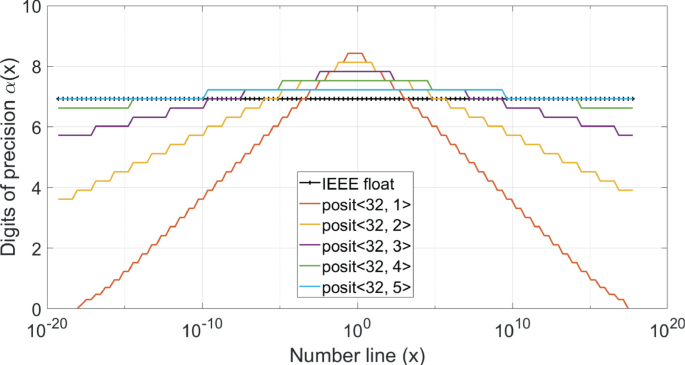 10
8
6
4
2
0
Digits of precision α(x)
IEEE float
posit<32, 1>
posit<32, 2>
posit<32, 3>
posit<32, 4>
posit<32, 5>
10^-20
10^-10
10^0
10^10
10^20
Number line (x)